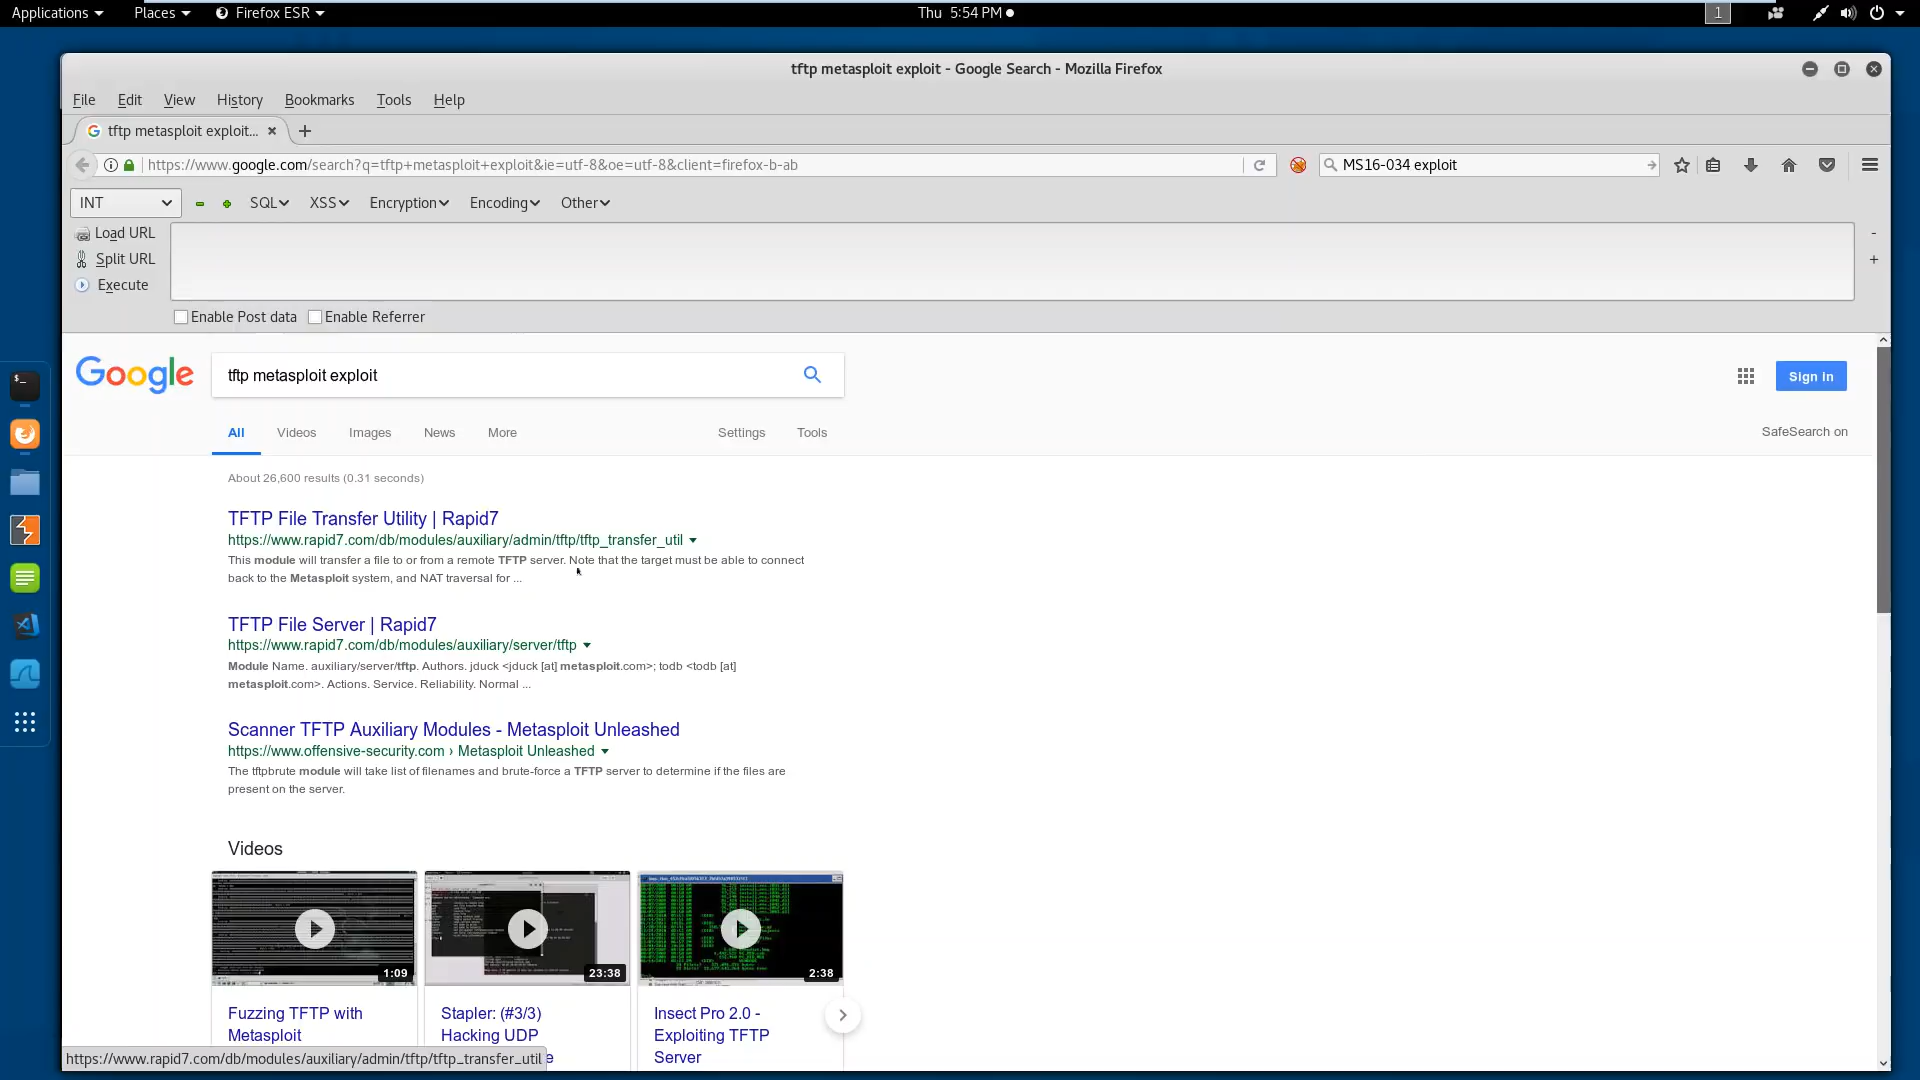 Applications Places Firefox ESR Thu 5:54 PM 1
tftp metasploit exploit - Google Search - Mozilla Firefox
File Edit View History Bookmarks Tools Help
tftp metasploit exploit...
https://www.google.com/search?q=tftp+metasploit+exploit&ie=utf-8&oe=utf-8&client=firefox-b-ab MS16-034 exploit
INT SQL XSS Encryption Encoding Other
Load URL
Split URL
Execute
Enable Post data Enable Referrer
Google tftp metasploit exploit Sign in
All Videos Images News More Settings Tools SafeSearch on
About 26,600 results (0.31 seconds)
TFTP File Transfer Utility | Rapid7
https://www.rapid7.com/db/modules/auxiliary/admin/tftp/tftp_transfer_util
This module will transfer a file to or from a remote TFTP server. Note that the target must be able to connect
back to the Metasploit system, and NAT traversal for ...
TFTP File Server | Rapid7
https://www.rapid7.com/db/modules/auxiliary/server/tftp
Module Name. auxiliary/server/tftp. Authors. jduck <jduck [at] metasploit.com>; todb <todb [at]
metasploit.com>. Actions. Service. Reliability. Normal ...
Scanner TFTP Auxiliary Modules - Metasploit Unleashed
https://www.offensive-security.com › Metasploit Unleashed
The tftpbrute module will take list of filenames and brute-force a TFTP server to determine if the files are
present on the server.
Videos
1:09 23:38 2:38
Fuzzing TFTP with Stapler: (#3/3) Insect Pro 2.0 -
Metasploit Hacking UDP Exploiting TFTP
Server
https://www.rapid7.com/db/modules/auxiliary/admin/tftp/tftp_transfer_util